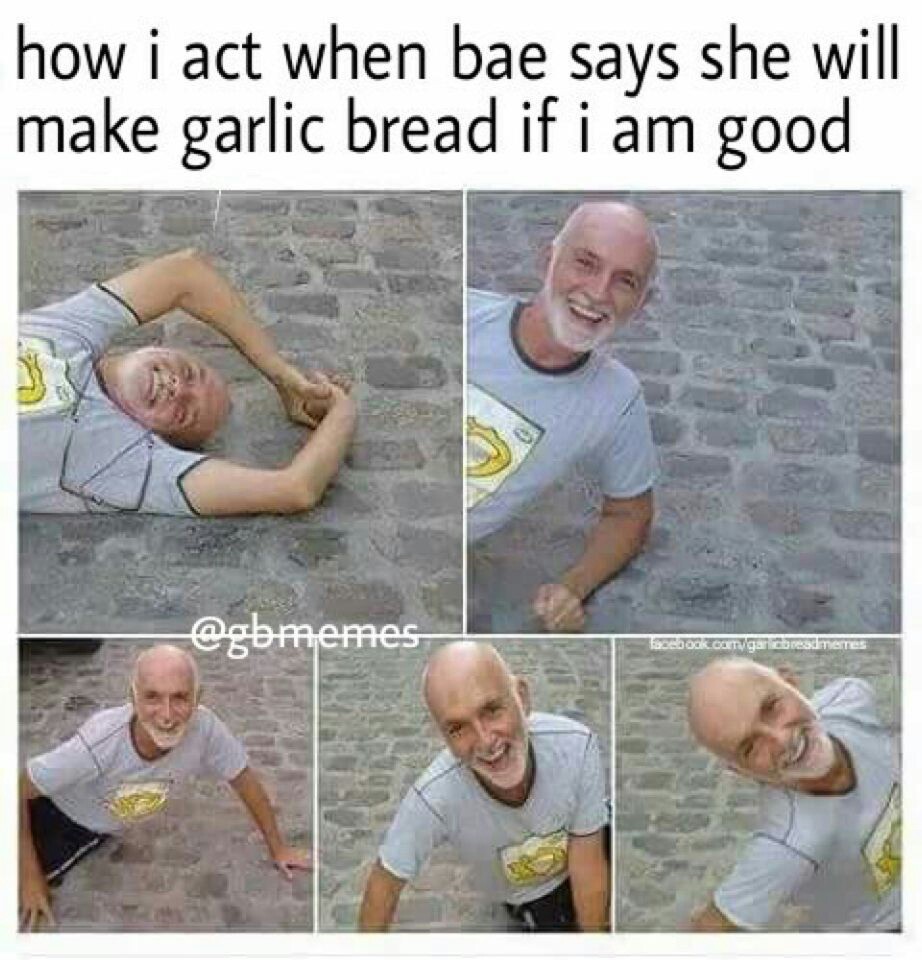 how i act when bae says she will
make garlic bread if i am good
@gbmemes
facebook.com/garlicbreadmemes